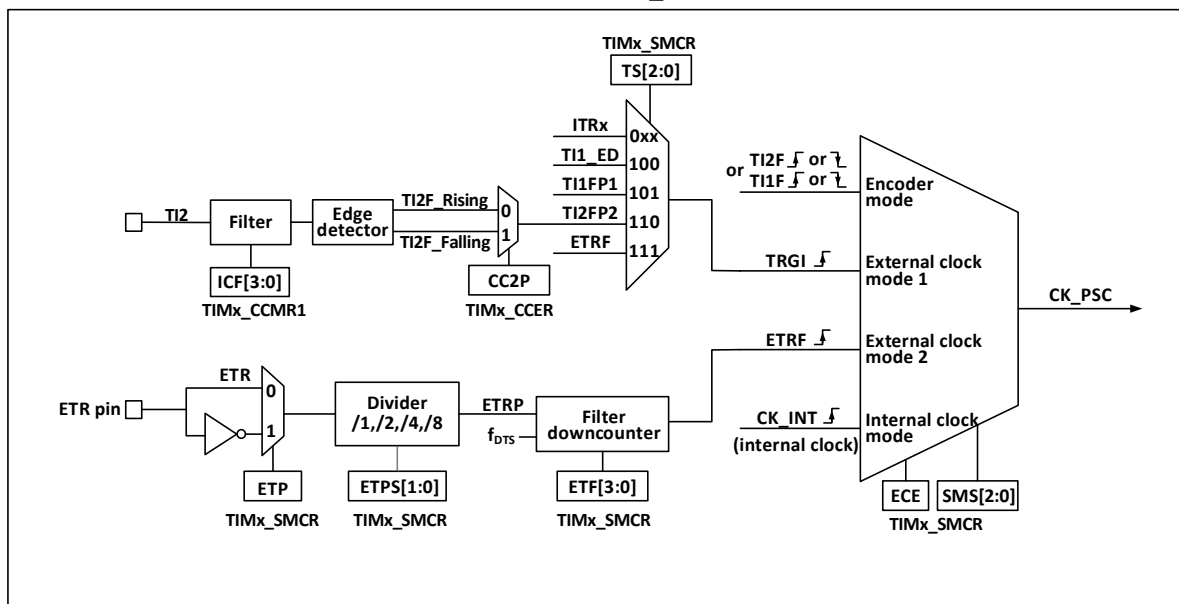 TIMx_SMCR
TS[2:0]
ITRx
0xx
TI1_ED
100
TI1FP1
101
TI2FP2
110
ETRF
111
TI2
Filter
Edge
detector
TI2F_Rising
TI2F_Falling
0
1
ICF[3:0]
TIMx_CCMR1
CC2P
TIMx_CCER
TI2F or
or TI1F or
Encoder
mode
TRGI
External clock
mode 1
ETRF
External clock
mode 2
CK_INT
(internal clock)
Internal clock
mode
CK_PSC
ECE
SMS[2:0]
TIMx_SMCR
ETR pin
ETR
0
1
ETP
TIMx_SMCR
Divider
/1,/2,/4,/8
ETPS[1:0]
TIMx_SMCR
ETRP
fDTS
Filter
downcounter
ETF[3:0]
TIMx_SMCR